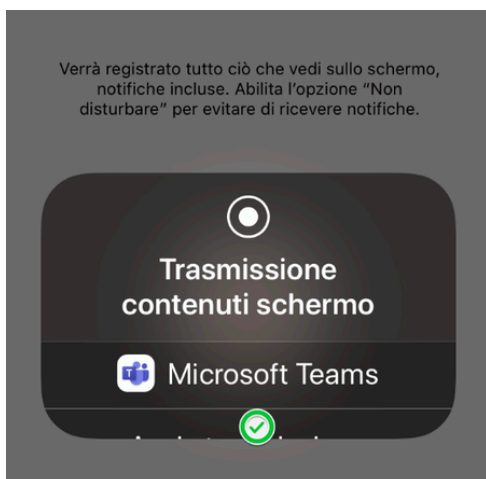 Verrà registrato tutto ciò che vedi sullo schermo,
notifiche incluse. Abilita l'opzione “Non
disturbare” per evitare di ricevere notifiche.
Trasmissione
contenuti schermo
Microsoft Teams